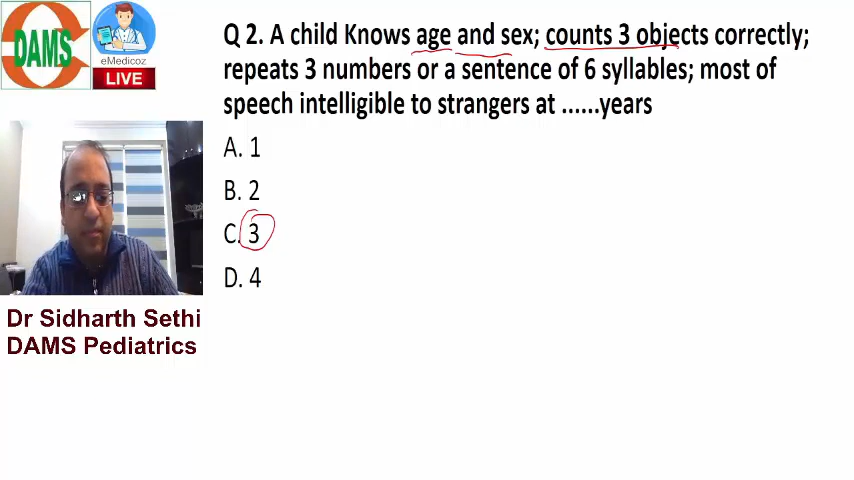 DAMS
eMedicoz
LIVE
Q 2. A child Knows age and sex; counts 3 objects correctly;
repeats 3 numbers or a sentence of 6 syllables; most of
speech intelligible to strangers at ......years
A. 1
B. 2
C. 3
D. 4
Dr Sidharth Sethi
DAMS Pediatrics